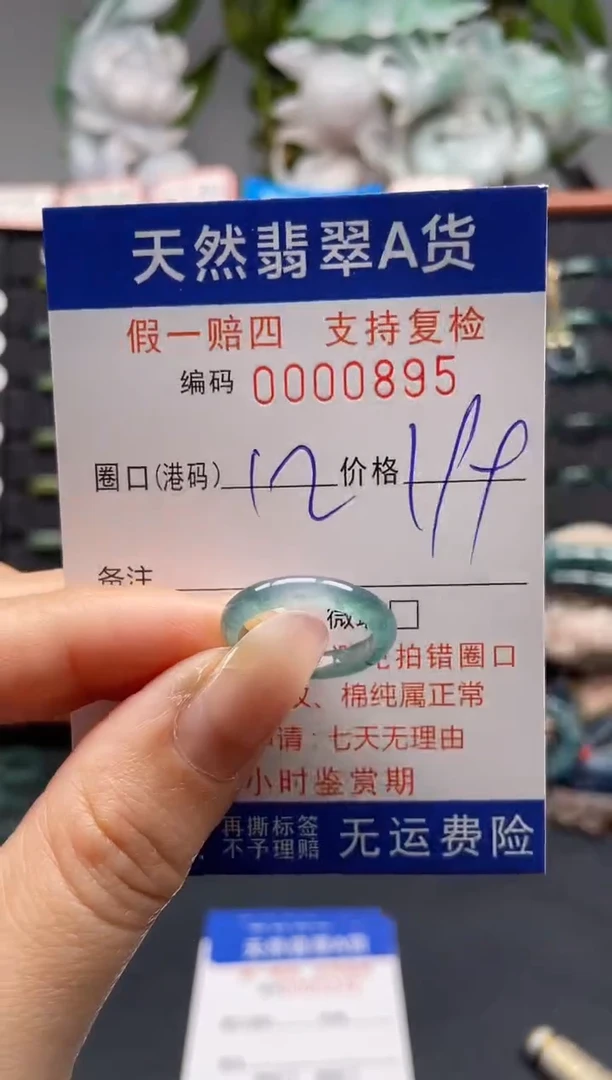 天然翡翠A货
假一赔四 支持复检
编码 0000895
圈口(港码) 12 价格 199
备注
微 □
拍错圈口
、棉纯属正常
请:七天无理由
小时鉴赏期
再撕标签
不予理赔
无运费险